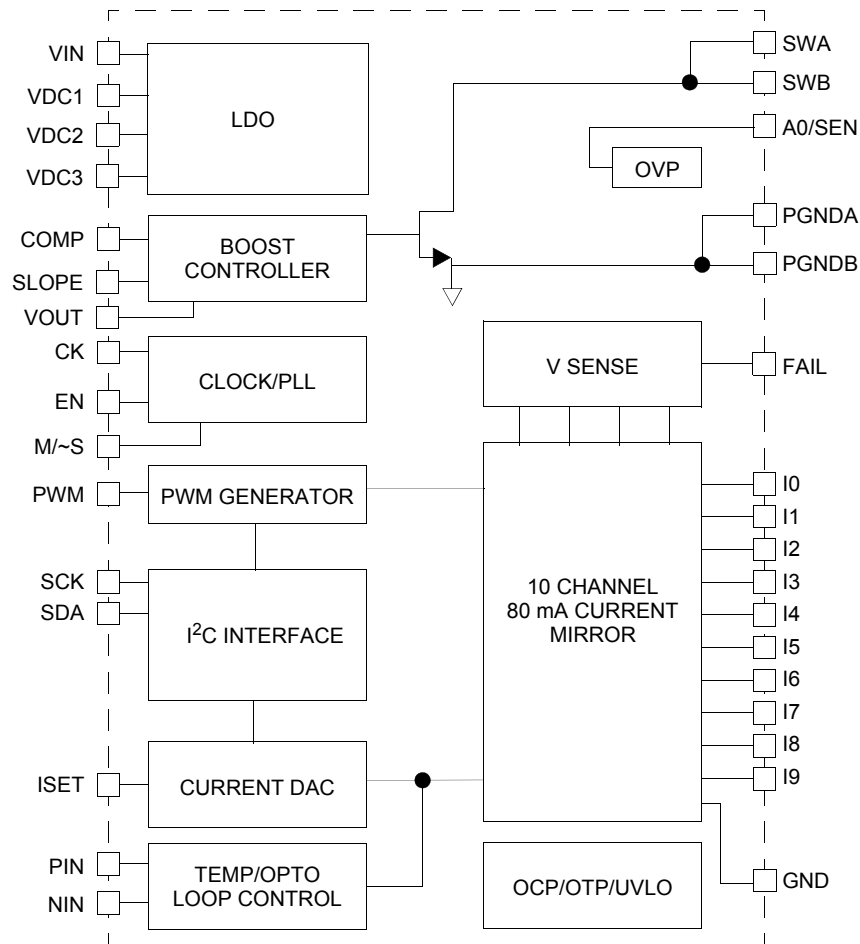 VIN
VDC1
VDC2
VDC3
LDO
SWA
SWB
A0/SEN
OVP
PGNDA
PGNDB
COMP
SLOPE
VOUT
BOOST
CONTROLLER
CK
EN
M/~S
CLOCK/PLL
V SENSE
FAIL
PWM
PWM GENERATOR
SCK
SDA
I²C INTERFACE
10 CHANNEL
80 mA CURRENT
MIRROR
I0
I1
I2
I3
I4
I5
I6
I7
I8
I9
ISET
CURRENT DAC
PIN
NIN
TEMP/OPTO
LOOP CONTROL
OCP/OTP/UVLO
GND